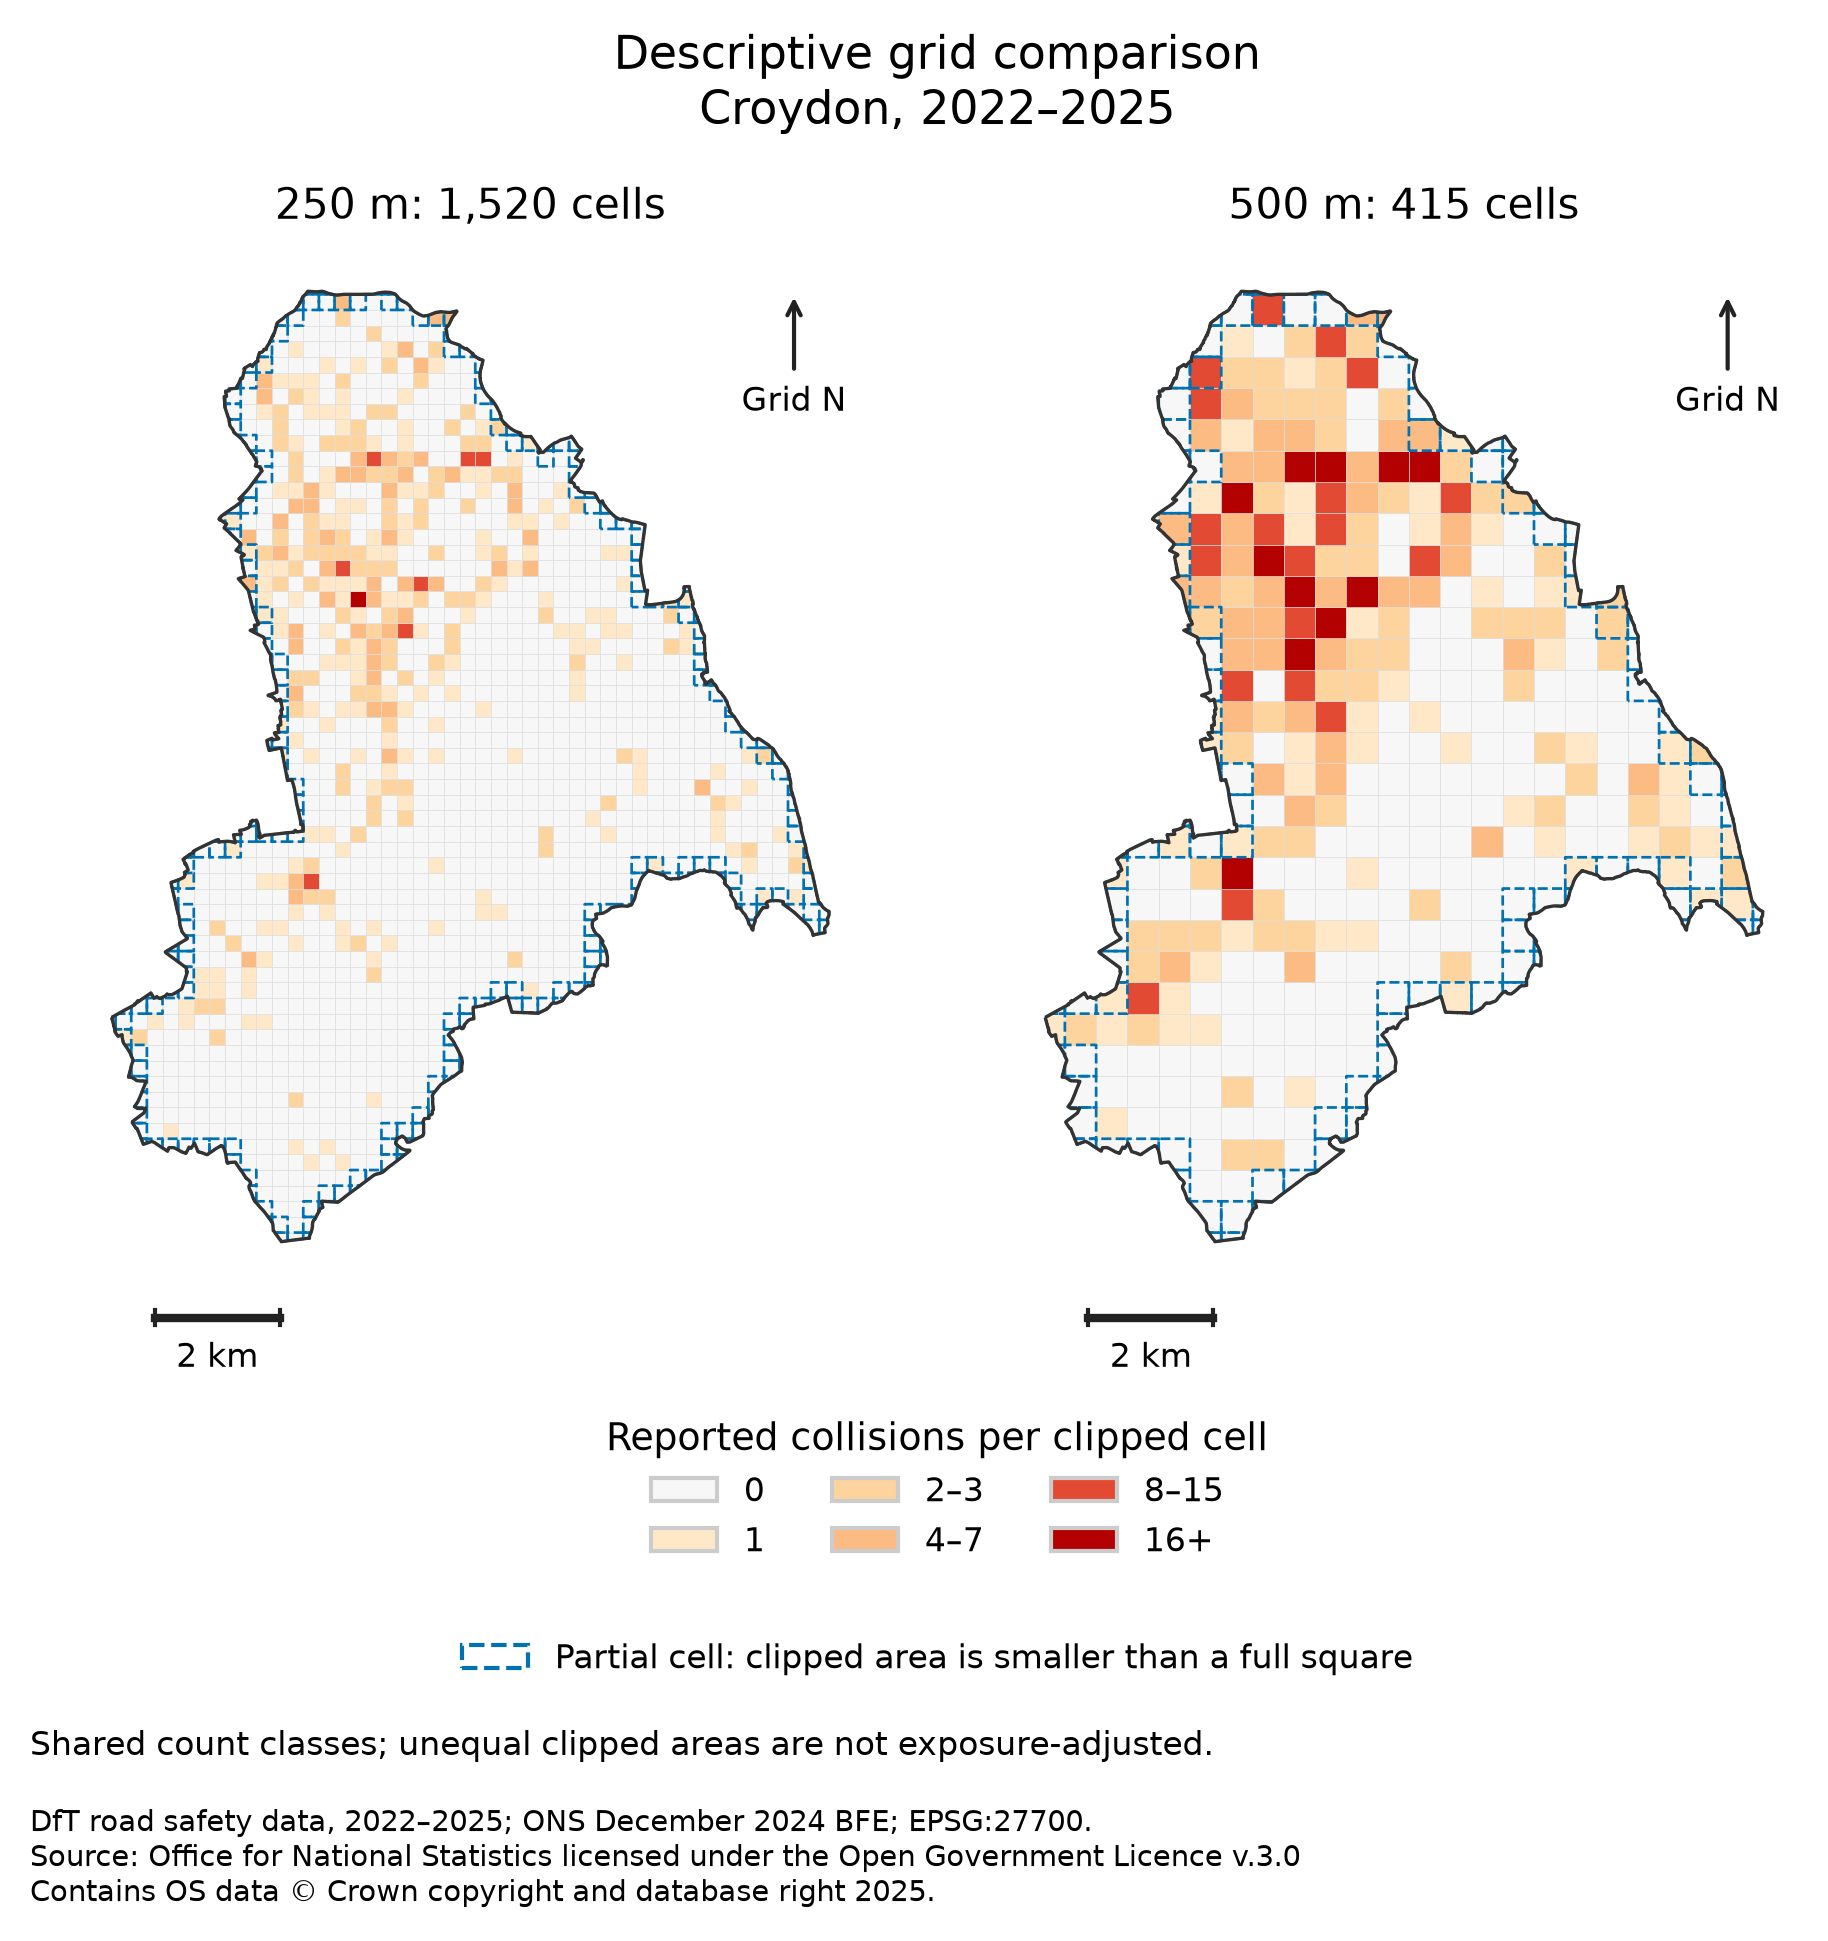 Descriptive grid comparison
Croydon, 2022–2025
250 m: 1,520 cells
500 m: 415 cells
Grid N
Grid N
2 km
2 km
Reported collisions per clipped cell
0
2–3
8–15
1
4–7
16+
Partial cell: clipped area is smaller than a full square
Shared count classes; unequal clipped areas are not exposure-adjusted.
DfT road safety data, 2022–2025; ONS December 2024 BFE; EPSG:27700.
Source: Office for National Statistics licensed under the Open Government Licence v.3.0
Contains OS data © Crown copyright and database right 2025.